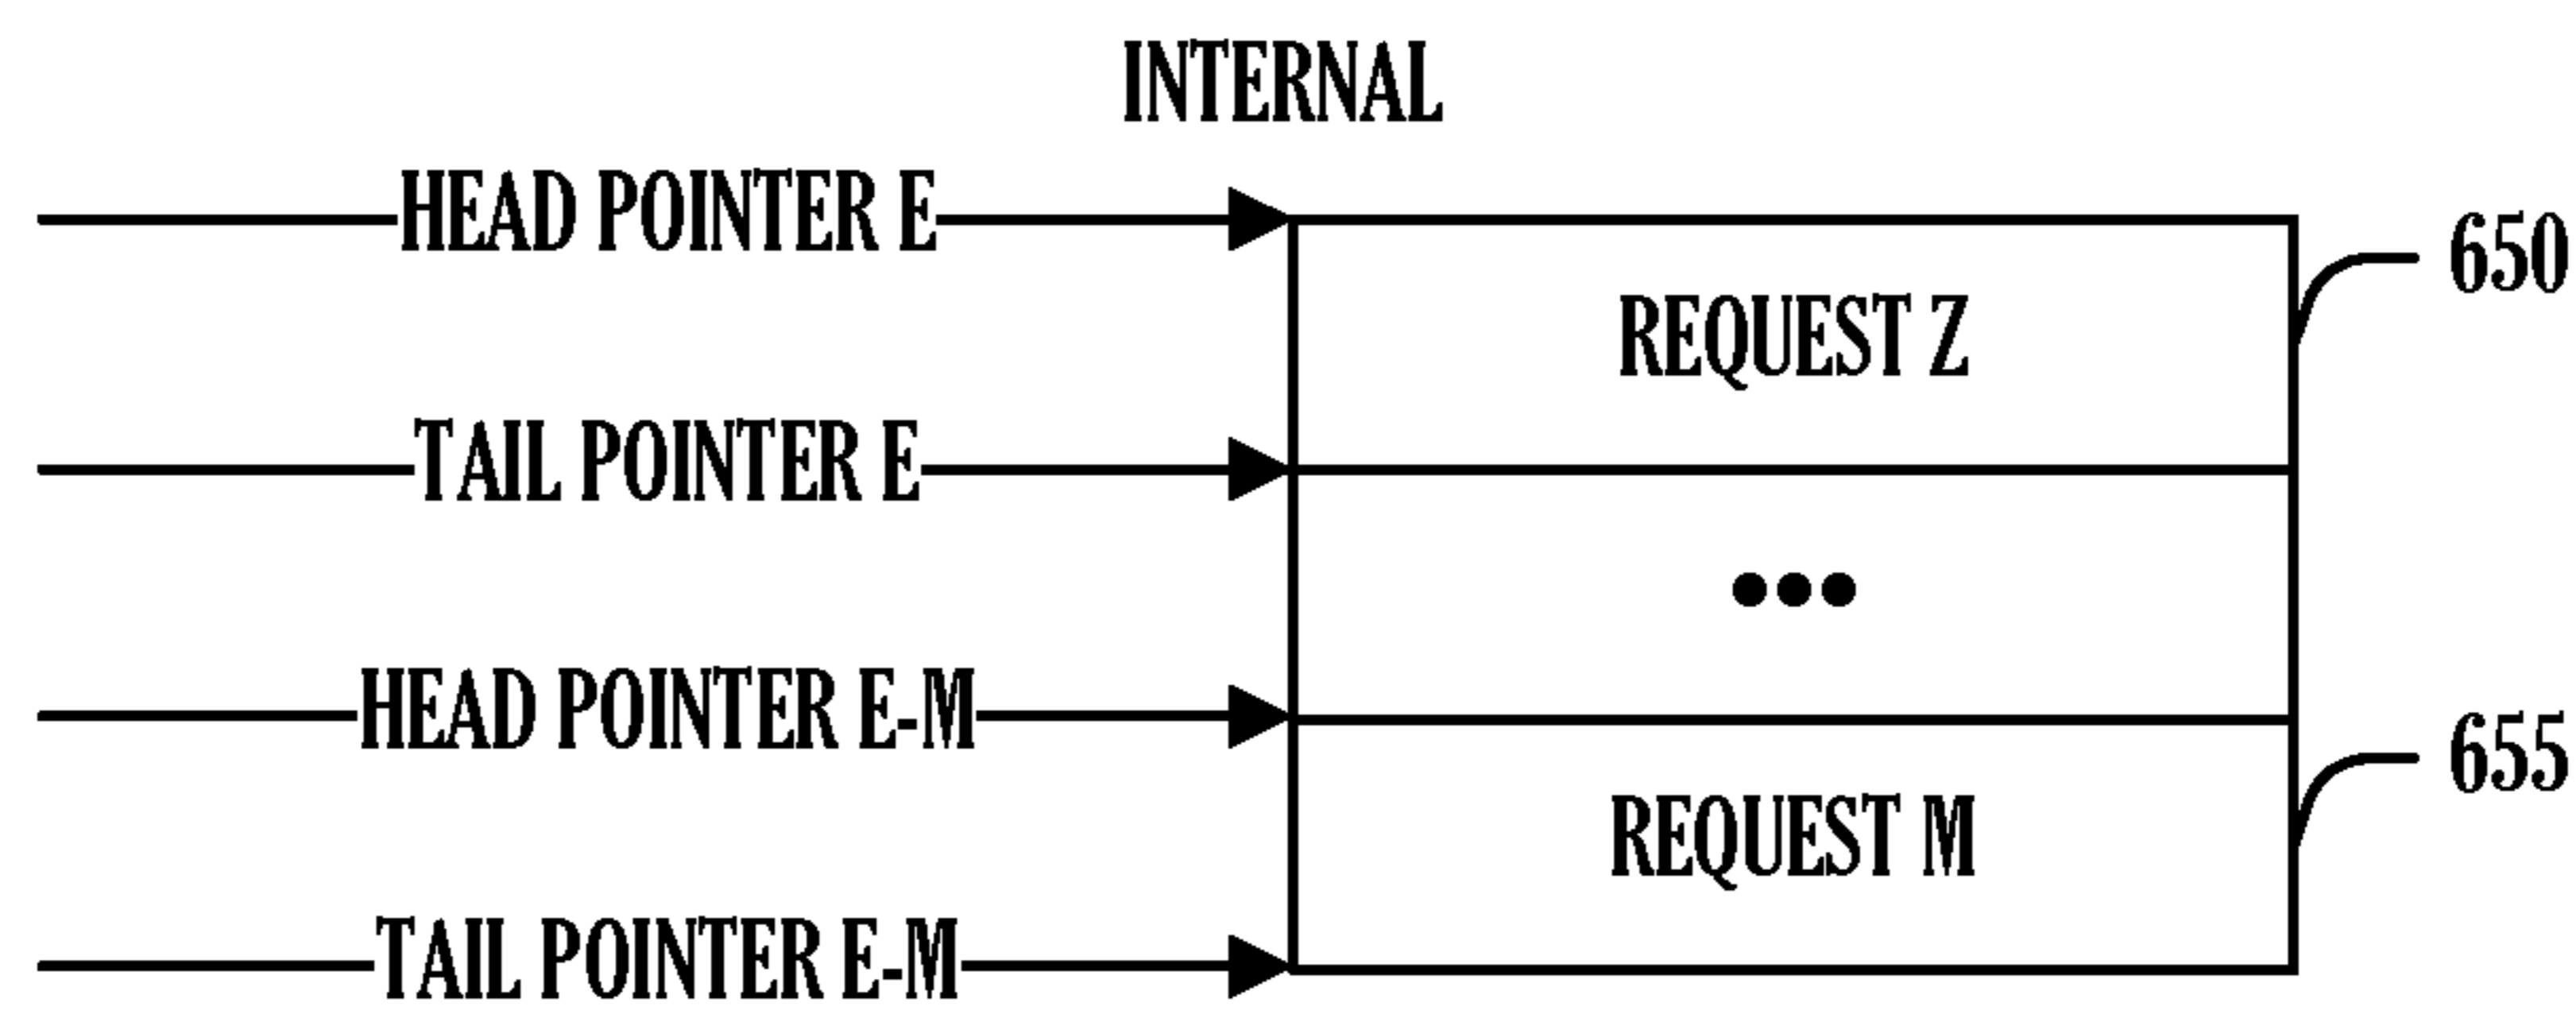 INTERNAL
HEAD POINTER E
650
REQUEST Z
TAIL POINTER E
•••
HEAD POINTER E-M
655
REQUEST M
TAIL POINTER E-M